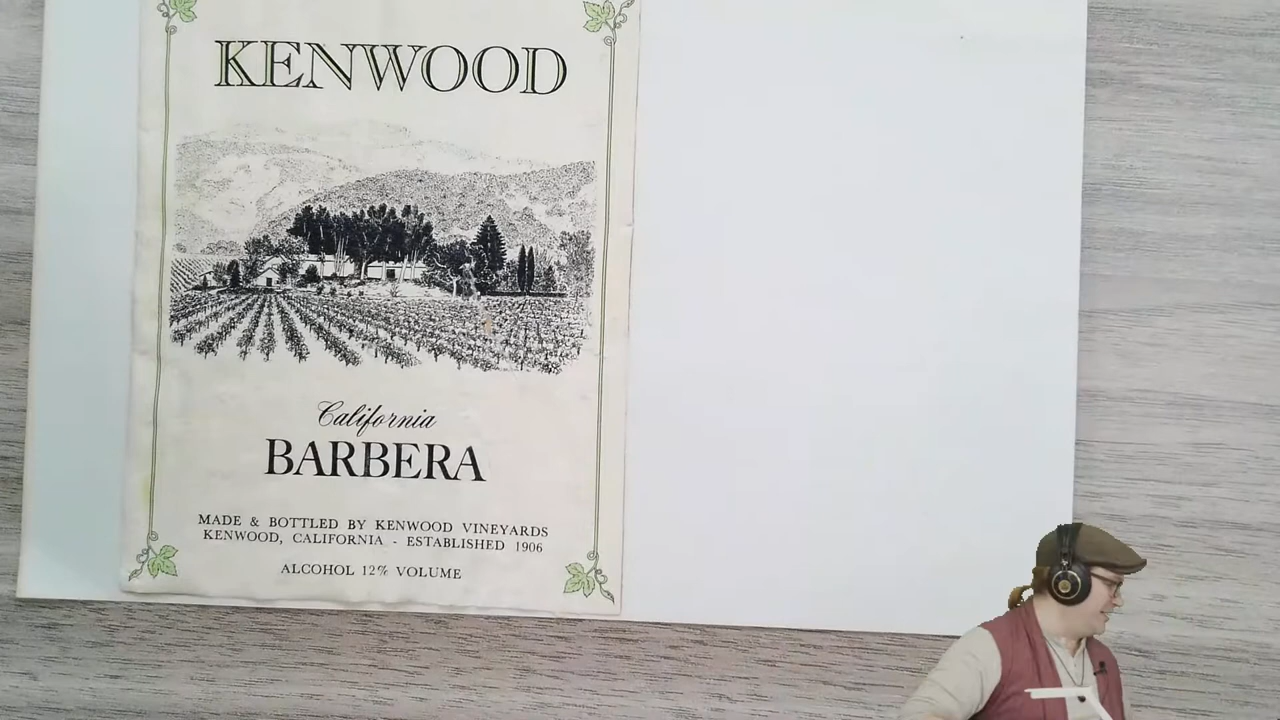 KENWOOD
California
BARBERA
MADE & BOTTLED BY KENWOOD VINEYARDS
KENWOOD, CALIFORNIA - ESTABLISHED 1906
ALCOHOL 12% VOLUME